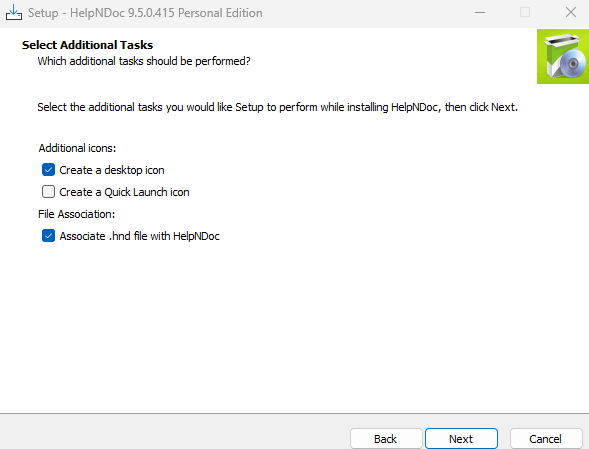 Setup - HelpNDoc 9.5.0.415 Personal Edition
Select Additional Tasks
Which additional tasks should be performed?
Select the additional tasks you would like Setup to perform while installing HelpNDoc, then click Next.
Additional icons:
Create a desktop icon
Create a Quick Launch icon
File Association:
Associate .hnd file with HelpNDoc
Back Next Cancel